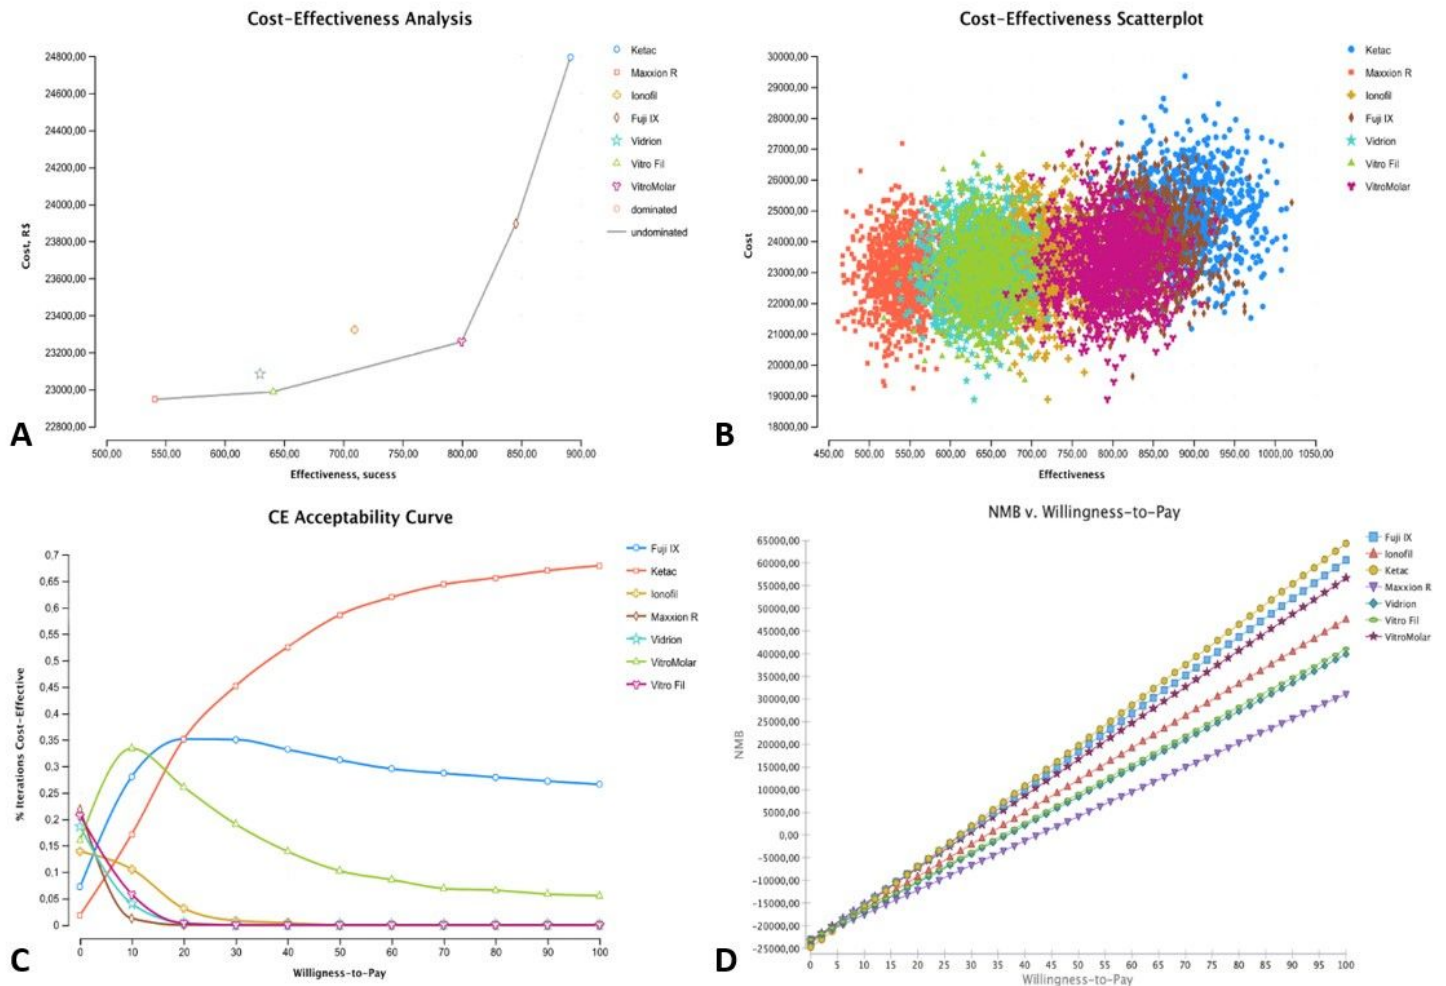 Cost-Effectiveness Analysis
24800,00
24600,00
24400,00
24200,00
24000,00
23800,00
23600,00
23400,00
23200,00
23000,00
22800,00
Cost, R$
500,00 550,00 600,00 650,00 700,00 750,00 800,00 850,00 900,00
Effectiveness, sucess
Ketac
Maxxion R
Ionofil
Fuji IX
Vidrion
Vitro Fil
VitroMolar
dominated
undominated
A
Cost-Effectiveness Scatterplot
30000,00
29000,00
28000,00
27000,00
26000,00
25000,00
24000,00
23000,00
22000,00
21000,00
20000,00
19000,00
18000,00
Cost
450,00 500,00 550,00 600,00 650,00 700,00 750,00 800,00 850,00 900,00 950,00 1000,00 1050,00
Effectiveness
Ketac
Maxxion R
Ionofil
Fuji IX
Vidrion
Vitro Fil
VitroMolar
B
CE Acceptability Curve
0,7
0,65
0,6
0,55
0,5
0,45
0,4
0,35
0,3
0,25
0,2
0,15
0,1
0,05
0
% Iterations Cost-Effective
0 10 20 30 40 50 60 70 80 90 100
Willigness-to-Pay
Fuji IX
Ketac
Ionofil
Maxxion R
Vidrion
VitroMolar
Vitro Fil
C
NMB v. Willingness-to-Pay
65000,00
60000,00
55000,00
50000,00
45000,00
40000,00
35000,00
30000,00
25000,00
20000,00
15000,00
10000,00
5000,00
0,00
-5000,00
-10000,00
-15000,00
-20000,00
-25000,00
NMB
0 5 10 15 20 25 30 35 40 45 50 55 60 65 70 75 80 85 90 95 100
Willingness-to-Pay
Fuji IX
Ionofil
Ketac
Maxxion R
Vidrion
Vitro Fil
VitroMolar
D